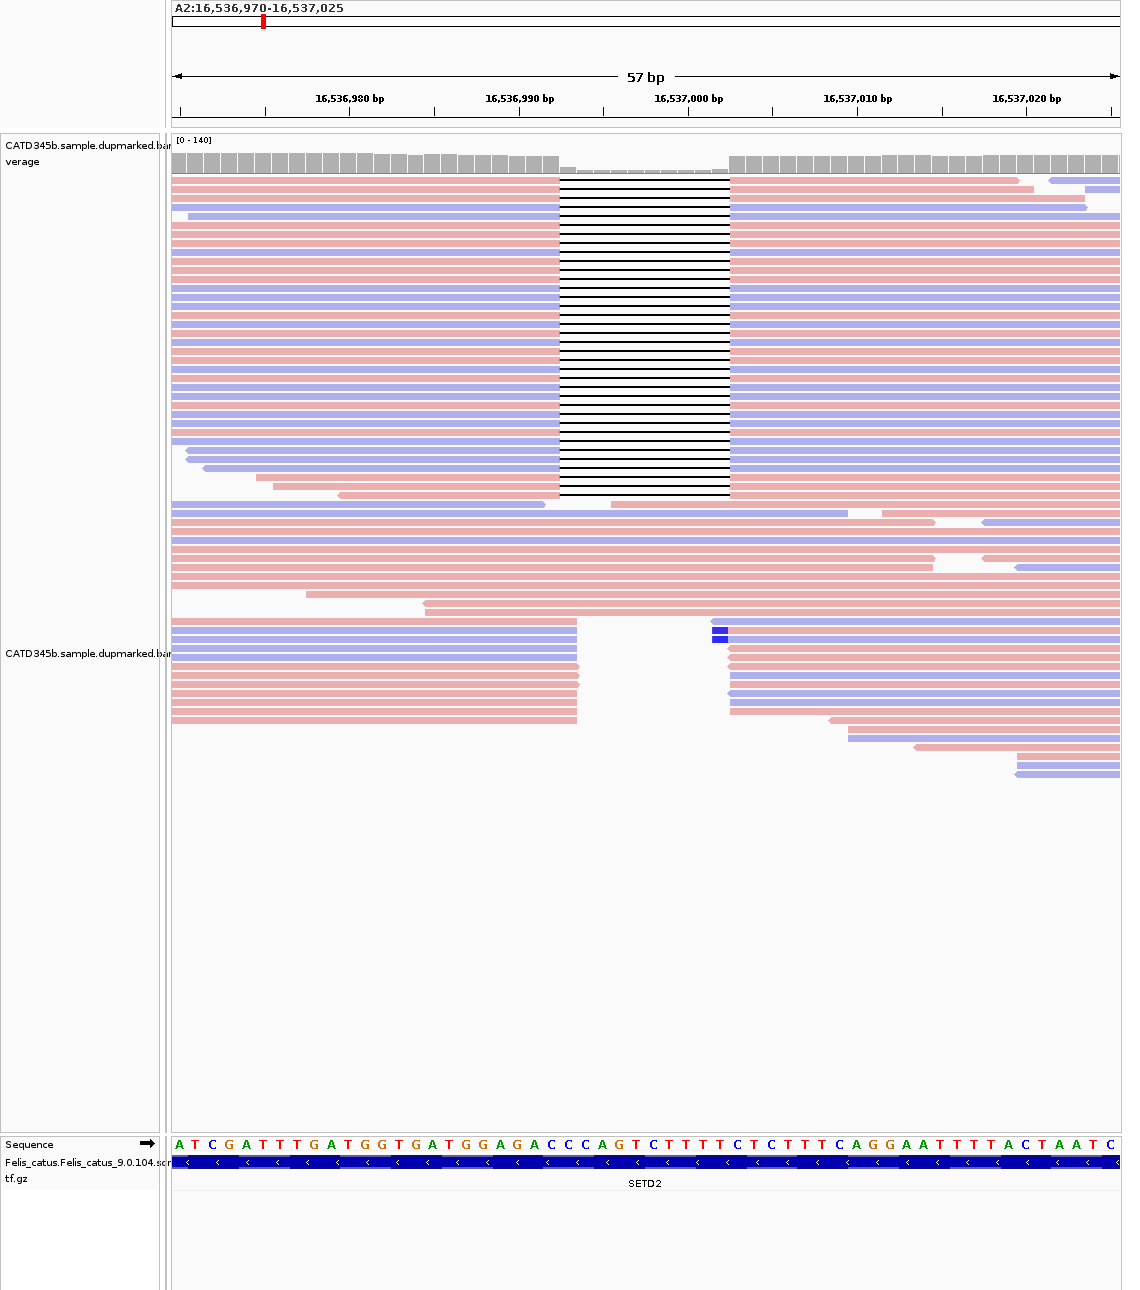 A2:16,536,970-16,537,025
57 bp
16,536,980 bp 16,536,990 bp 16,537,000 bp 16,537,010 bp 16,537,020 bp
CATD345b.sample.dupmarked.bar
verage
[0 - 140]
CATD345b.sample.dupmarked.bar
Sequence
A T C G A T T T G A T G G T G A T G G A G A C C C A G T C T T T T C T C T T T C A G G A A T T T T A C T A A T C
Felis_catus.Felis_catus_9.0.104.sor
tf.gz
SETD2